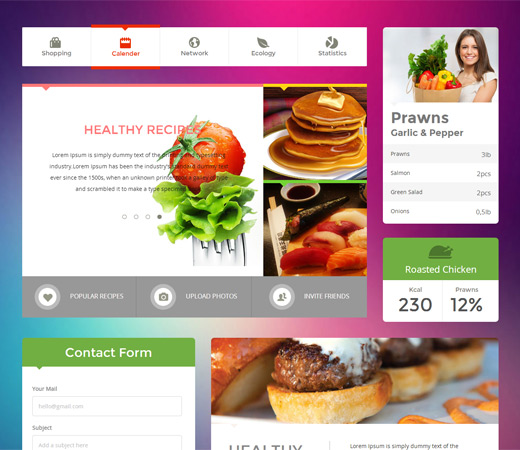 Shopping
Calender
Network
Ecology
Statistics
HEALTHY RECIPES
Lorem Ipsum is simply dummy text of the printing and typesetting
industry.Lorem Ipsum has been the industry's standard dummy text
ever since the 1500s, when an unknown printer took a galley of type
and scrambled it to make a type specimen
POPULAR RECIPES
UPLOAD PHOTOS
INVITE FRIENDS
Prawns
Garlic & Pepper
Prawns 3lb
Salmon 2pcs
Green Salad 2pcs
Onions 0,5lb
Roasted Chicken
Kcal Prawns
230 12%
Contact Form
Your Mail
hello@gmail.com
Subject
Add a subject here
HEALTHY
Lorem Ipsum is simply dummy text of